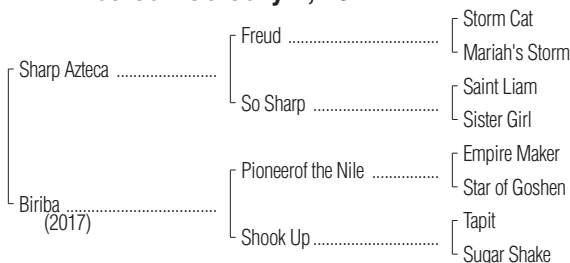 Sharp Azteca
Freud
Storm Cat
Mariah's Storm
So Sharp
Saint Liam
Sister Girl
Biriba
(2017)
Pioneerof the Nile
Empire Maker
Star of Goshen
Shook Up
Tapit
Sugar Shake